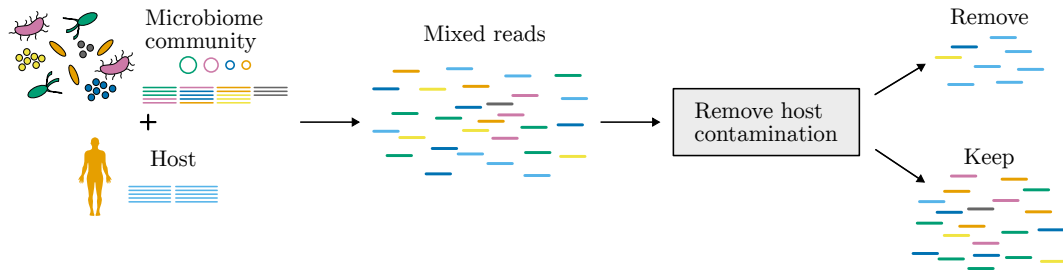 Microbiome
community
+
Host
Mixed reads
Remove host
contamination
Remove
Keep